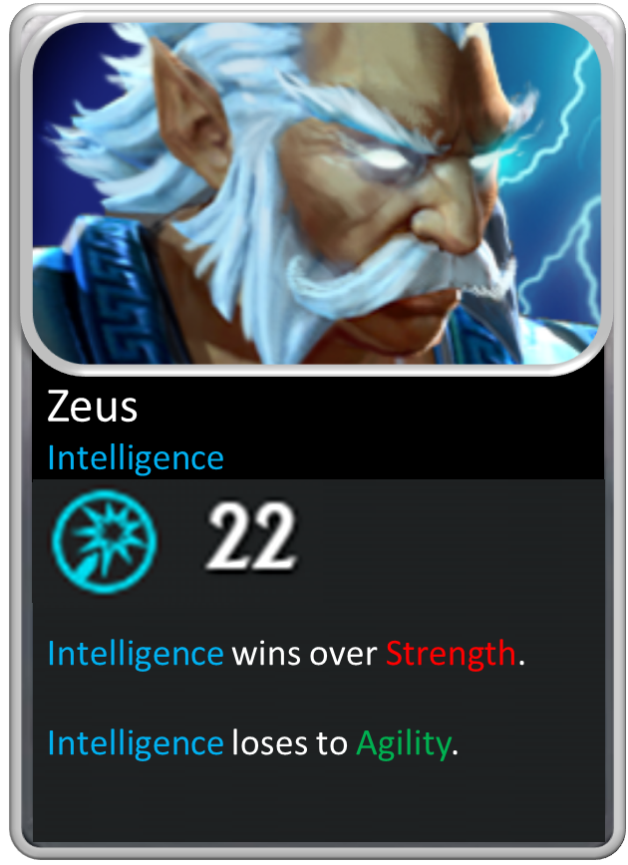 Zeus
Intelligence
22
Intelligence wins over Strength.
Intelligence loses to Agility.